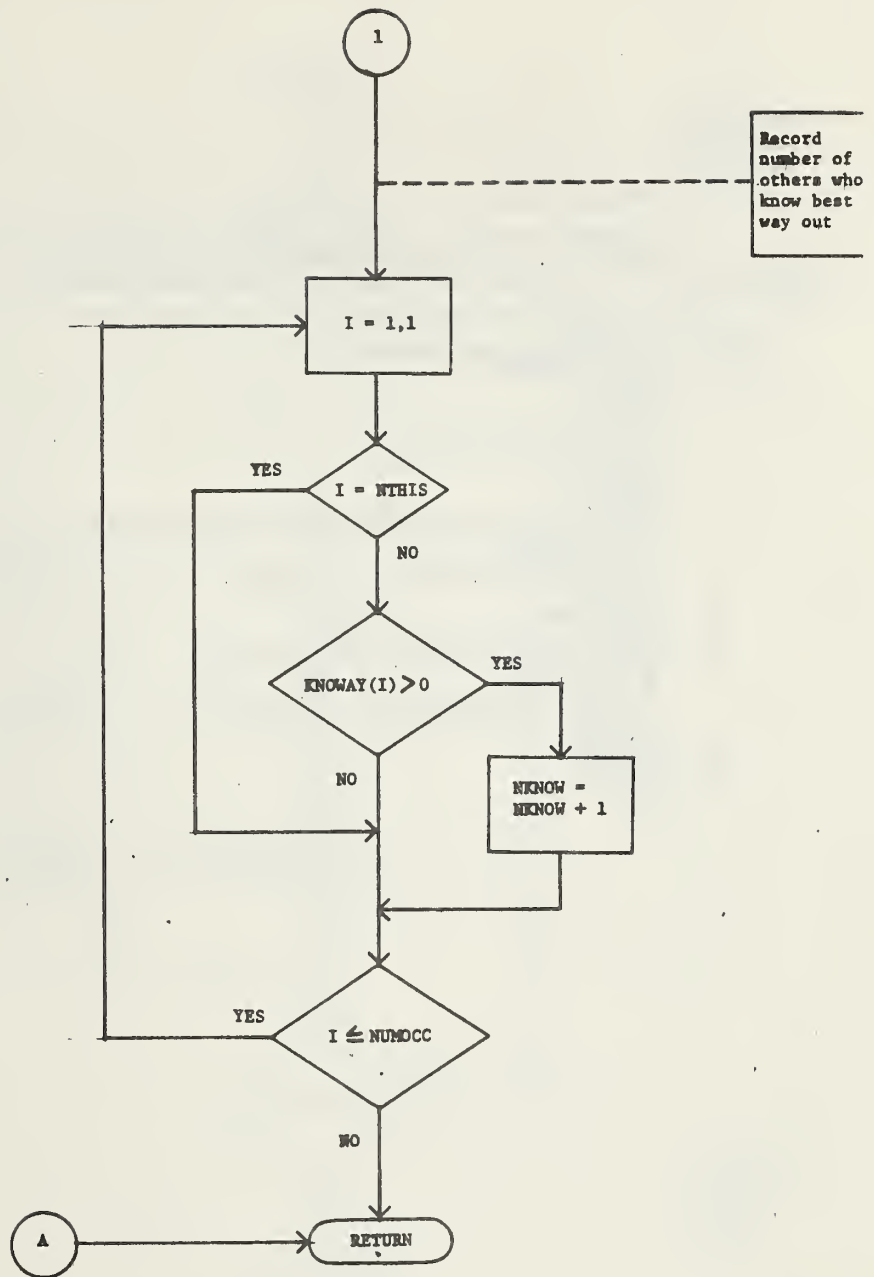 1
Record
number of
others who
know best
way out
I = 1,1
YES
I = NTHIS
NO
KNOWAY(I) > 0
YES
NO
NKNOW =
NKNOW + 1
YES
I ≤ NUMOCC
NO
A
RETURN